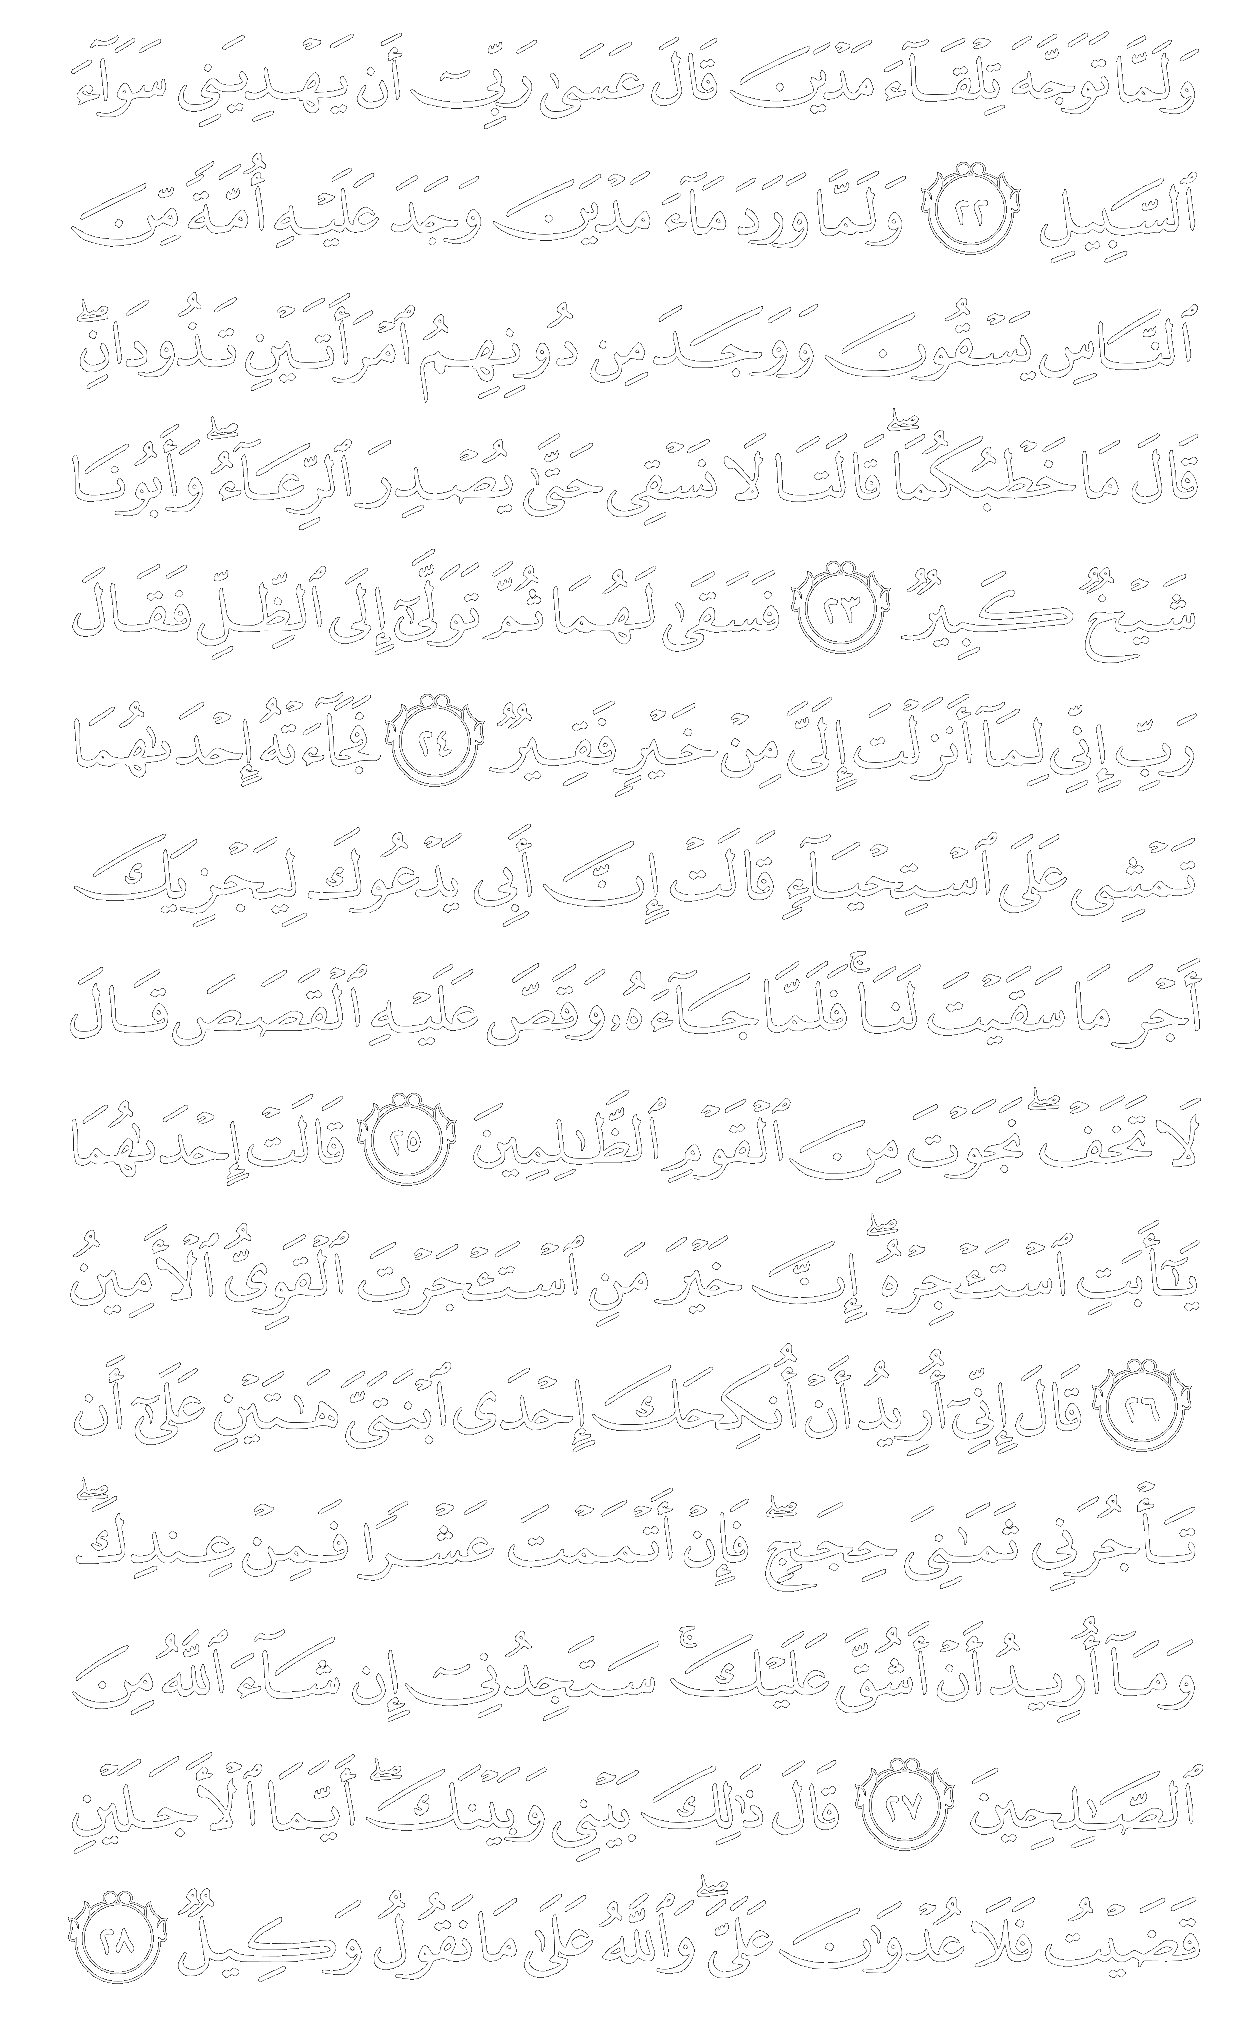 وَلَمَّا تَوَجَّهَ تِلْقَآءَ مَدْيَنَ قَالَ عَسَىٰ رَبِّىٓ أَن يَهْدِيَنِى سَوَآءَ
ٱلسَّبِيلِ ٢٢ وَلَمَّا وَرَدَ مَآءَ مَدْيَنَ وَجَدَ عَلَيْهِ أُمَّةً مِّنَ
ٱلنَّاسِ يَسْقُونَ وَوَجَدَ مِن دُونِهِمُ ٱمْرَأَتَيْنِ تَذُودَانِۖ
قَالَ مَا خَطْبُكُمَاۖ قَالَتَا لَا نَسْقِى حَتَّىٰ يُصْدِرَ ٱلرِّعَآءُۖ وَأَبُونَا
شَيْخٌ كَبِيرٌ ٢٣ فَسَقَىٰ لَهُمَا ثُمَّ تَوَلَّىٰٓ إِلَى ٱلظِّلِّ فَقَالَ
رَبِّ إِنِّى لِمَآ أَنزَلْتَ إِلَىَّ مِنْ خَيْرٍ فَقِيرٌ ٢٤ فَجَآءَتْهُ إِحْدَىٰهُمَا
تَمْشِى عَلَى ٱسْتِحْيَآءٍ قَالَتْ إِنَّ أَبِى يَدْعُوكَ لِيَجْزِيَكَ
أَجْرَ مَا سَقَيْتَ لَنَاۚ فَلَمَّا جَآءَهُۥ وَقَصَّ عَلَيْهِ ٱلْقَصَصَ قَالَ
لَا تَخَفْۖ نَجَوْتَ مِنَ ٱلْقَوْمِ ٱلظَّٰلِمِينَ ٢٥ قَالَتْ إِحْدَىٰهُمَا
يَٰٓأَبَتِ ٱسْتَـْٔجِرْهُۖ إِنَّ خَيْرَ مَنِ ٱسْتَـْٔجَرْتَ ٱلْقَوِىُّ ٱلْأَمِينُ
٢٦ قَالَ إِنِّىٓ أُرِيدُ أَنْ أُنكِحَكَ إِحْدَى ٱبْنَتَىَّ هَٰتَيْنِ عَلَىٰٓ أَن
تَأْجُرَنِى ثَمَٰنِىَ حِجَجٍۖ فَإِنْ أَتْمَمْتَ عَشْرًا فَمِنْ عِندِكَۖ
وَمَآ أُرِيدُ أَنْ أَشُقَّ عَلَيْكَۚ سَتَجِدُنِىٓ إِن شَآءَ ٱللَّهُ مِنَ
ٱلصَّٰلِحِينَ ٢٧ قَالَ ذَٰلِكَ بَيْنِى وَبَيْنَكَۖ أَيَّمَا ٱلْأَجَلَيْنِ
قَضَيْتُ فَلَا عُدْوَٰنَ عَلَىَّۖ وَٱللَّهُ عَلَىٰ مَا نَقُولُ وَكِيلٌ ٢٨